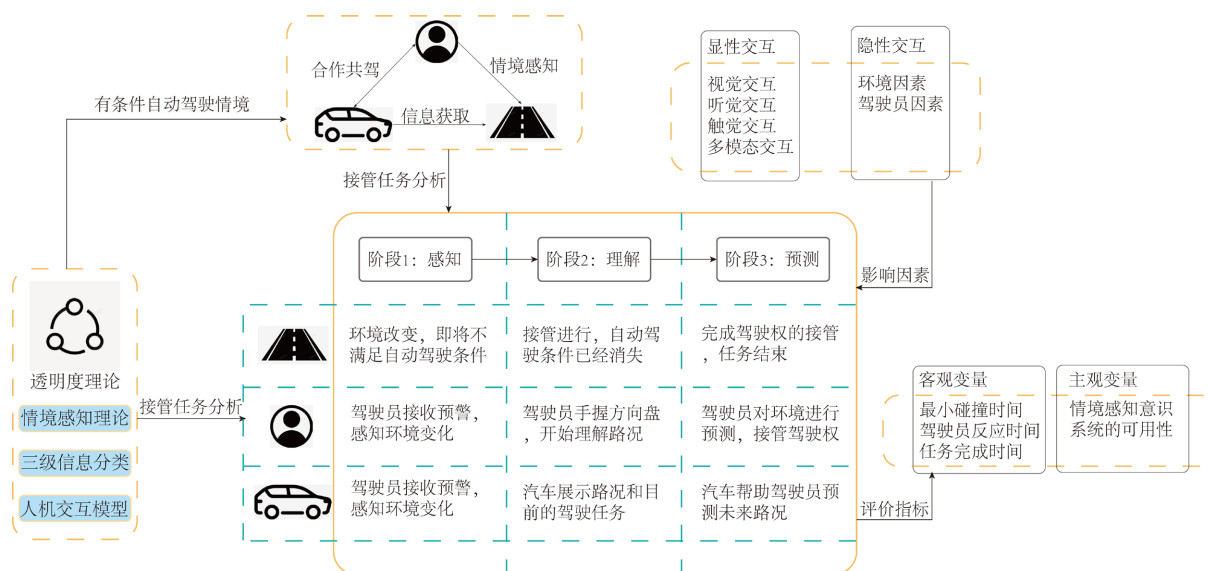 显性交互
视觉交互
听觉交互
触觉交互
多模态交互
隐性交互
环境因素
驾驶员因素
合作共驾
情境感知
信息获取
有条件自动驾驶情境
接管任务分析
影响因素
阶段1：感知
阶段2：理解
阶段3：预测
透明度理论
情境感知理论
三级信息分类
人机交互模型
接管任务分析
环境改变，即将不
满足自动驾驶条件
接管进行，自动驾
驶条件已经消失
完成驾驶权的接管
，任务结束
驾驶员接收预警，
感知环境变化
驾驶员手握方向盘
，开始理解路况
驾驶员对环境进行
预测，接管驾驶权
驾驶员接收预警，
感知环境变化
汽车展示路况和目
前的驾驶任务
汽车帮助驾驶员预
测未来路况
评价指标
客观变量
最小碰撞时间
驾驶员反应时间
任务完成时间
主观变量
情境感知意识
系统的可用性